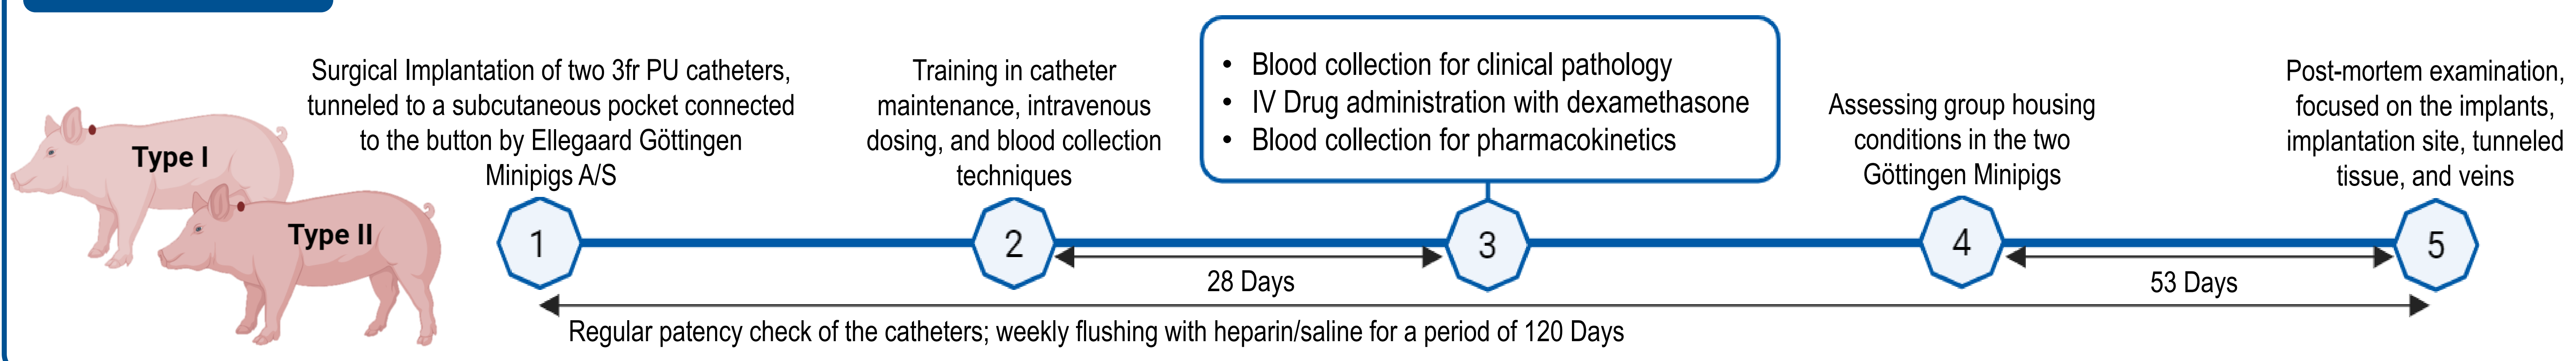 Type I
Type II
Surgical Implantation of two 3fr PU catheters,
tunneled to a subcutaneous pocket connected
to the button by Ellegaard Göttingen
Minipigs A/S
1
Training in catheter
maintenance, intravenous
dosing, and blood collection
techniques
2
• Blood collection for clinical pathology
• IV Drug administration with dexamethasone
• Blood collection for pharmacokinetics
3
Assessing group housing
conditions in the two
Göttingen Minipigs
4
Post-mortem examination,
focused on the implants,
implantation site, tunneled
tissue, and veins
5
28 Days
53 Days
Regular patency check of the catheters; weekly flushing with heparin/saline for a period of 120 Days